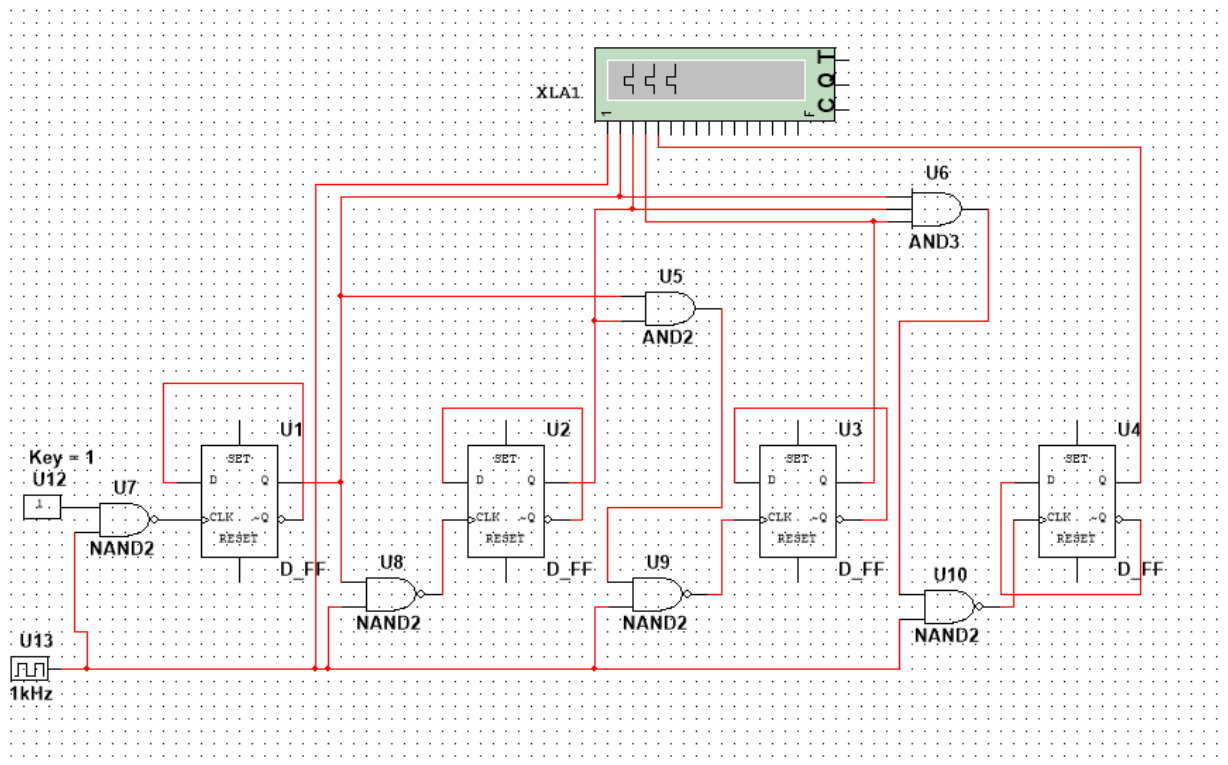 XLA1
T
Q
C
1
F
U6
AND3
U5
AND2
Key = 1
U12
1
U7
NAND2
U1
SET
D Q
CLK ~Q
RESET
D_FF
U2
SET
D Q
CLK ~Q
RESET
D_FF
U3
SET
D Q
CLK ~Q
RESET
D_FF
U4
SET
D Q
CLK ~Q
RESET
D_FF
U8
NAND2
U9
NAND2
U10
NAND2
U13
1kHz